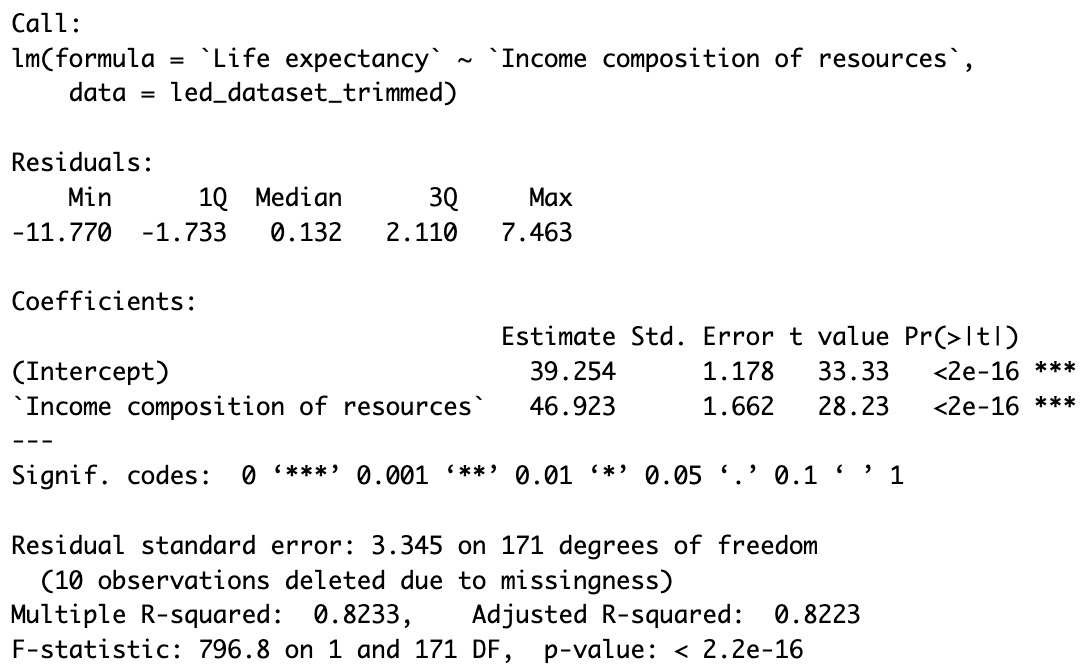 Call:
lm(formula = `Life expectancy` ~ `Income composition of resources`,
    data = led_dataset_trimmed)

Residuals:
    Min      1Q  Median      3Q     Max
-11.770  -1.733   0.132   2.110   7.463

Coefficients:
                                  Estimate Std. Error t value Pr(>|t|)
(Intercept)                         39.254      1.178   33.33   <2e-16 ***
`Income composition of resources`   46.923      1.662   28.23   <2e-16 ***
---
Signif. codes:  0 ‘***’ 0.001 ‘**’ 0.01 ‘*’ 0.05 ‘.’ 0.1 ‘ ’ 1

Residual standard error: 3.345 on 171 degrees of freedom
  (10 observations deleted due to missingness)
Multiple R-squared:  0.8233,    Adjusted R-squared:  0.8223
F-statistic: 796.8 on 1 and 171 DF,  p-value: < 2.2e-16